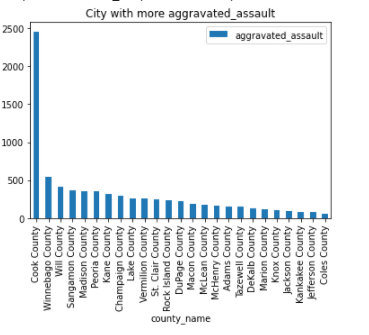 City with more aggravated_assault
aggravated_assault
2500
2000
1500
1000
500
0
Cook County
Winnebago County
Will County
Sangamon County
Madison County
Peoria County
Kane County
Champaign County
Lake County
Vermilion County
St. Clair County
Rock Island County
DuPage County
Macon County
McLean County
McHenry County
Adams County
Tazewell County
DeKalb County
Marion County
Knox County
Jackson County
Kankakee County
Jefferson County
Coles County
county_name